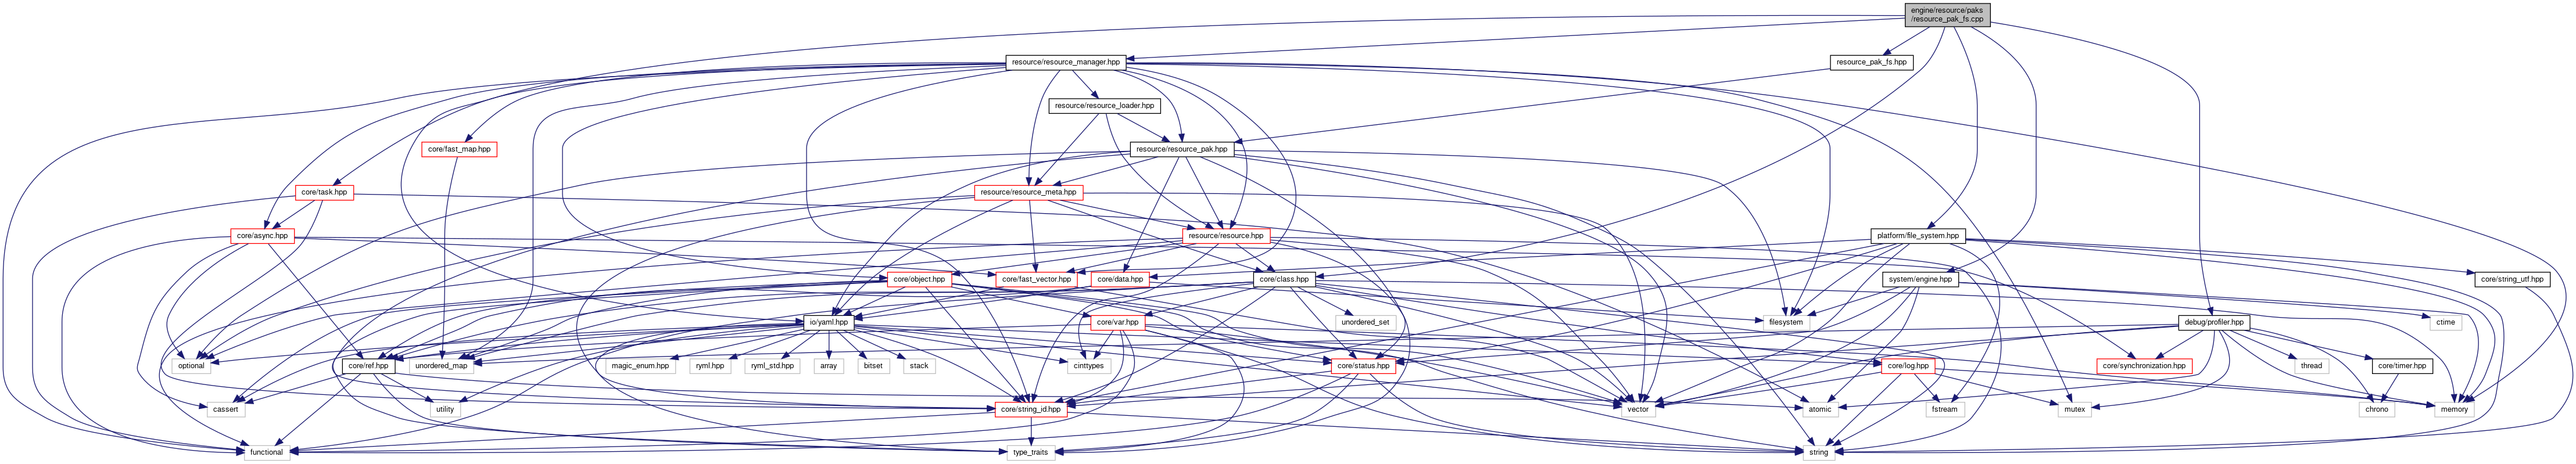 engine/resource/paks
/resource_pak_fs.cpp
resource/resource_manager.hpp
resource_pak_fs.hpp
resource/resource_loader.hpp
core/fast_map.hpp
resource/resource_pak.hpp
core/task.hpp
resource/resource_meta.hpp
core/async.hpp
resource/resource.hpp
platform/file_system.hpp
core/object.hpp
core/fast_vector.hpp
core/data.hpp
core/class.hpp
system/engine.hpp
core/string_utf.hpp
io/yaml.hpp
core/var.hpp
unordered_set
filesystem
debug/profiler.hpp
ctime
optional
core/ref.hpp
unordered_map
magic_enum.hpp
ryml.hpp
ryml_std.hpp
array
bitset
stack
cinttypes
core/status.hpp
core/log.hpp
core/synchronization.hpp
thread
core/timer.hpp
cassert
utility
core/string_id.hpp
vector
atomic
fstream
mutex
chrono
memory
functional
type_traits
string